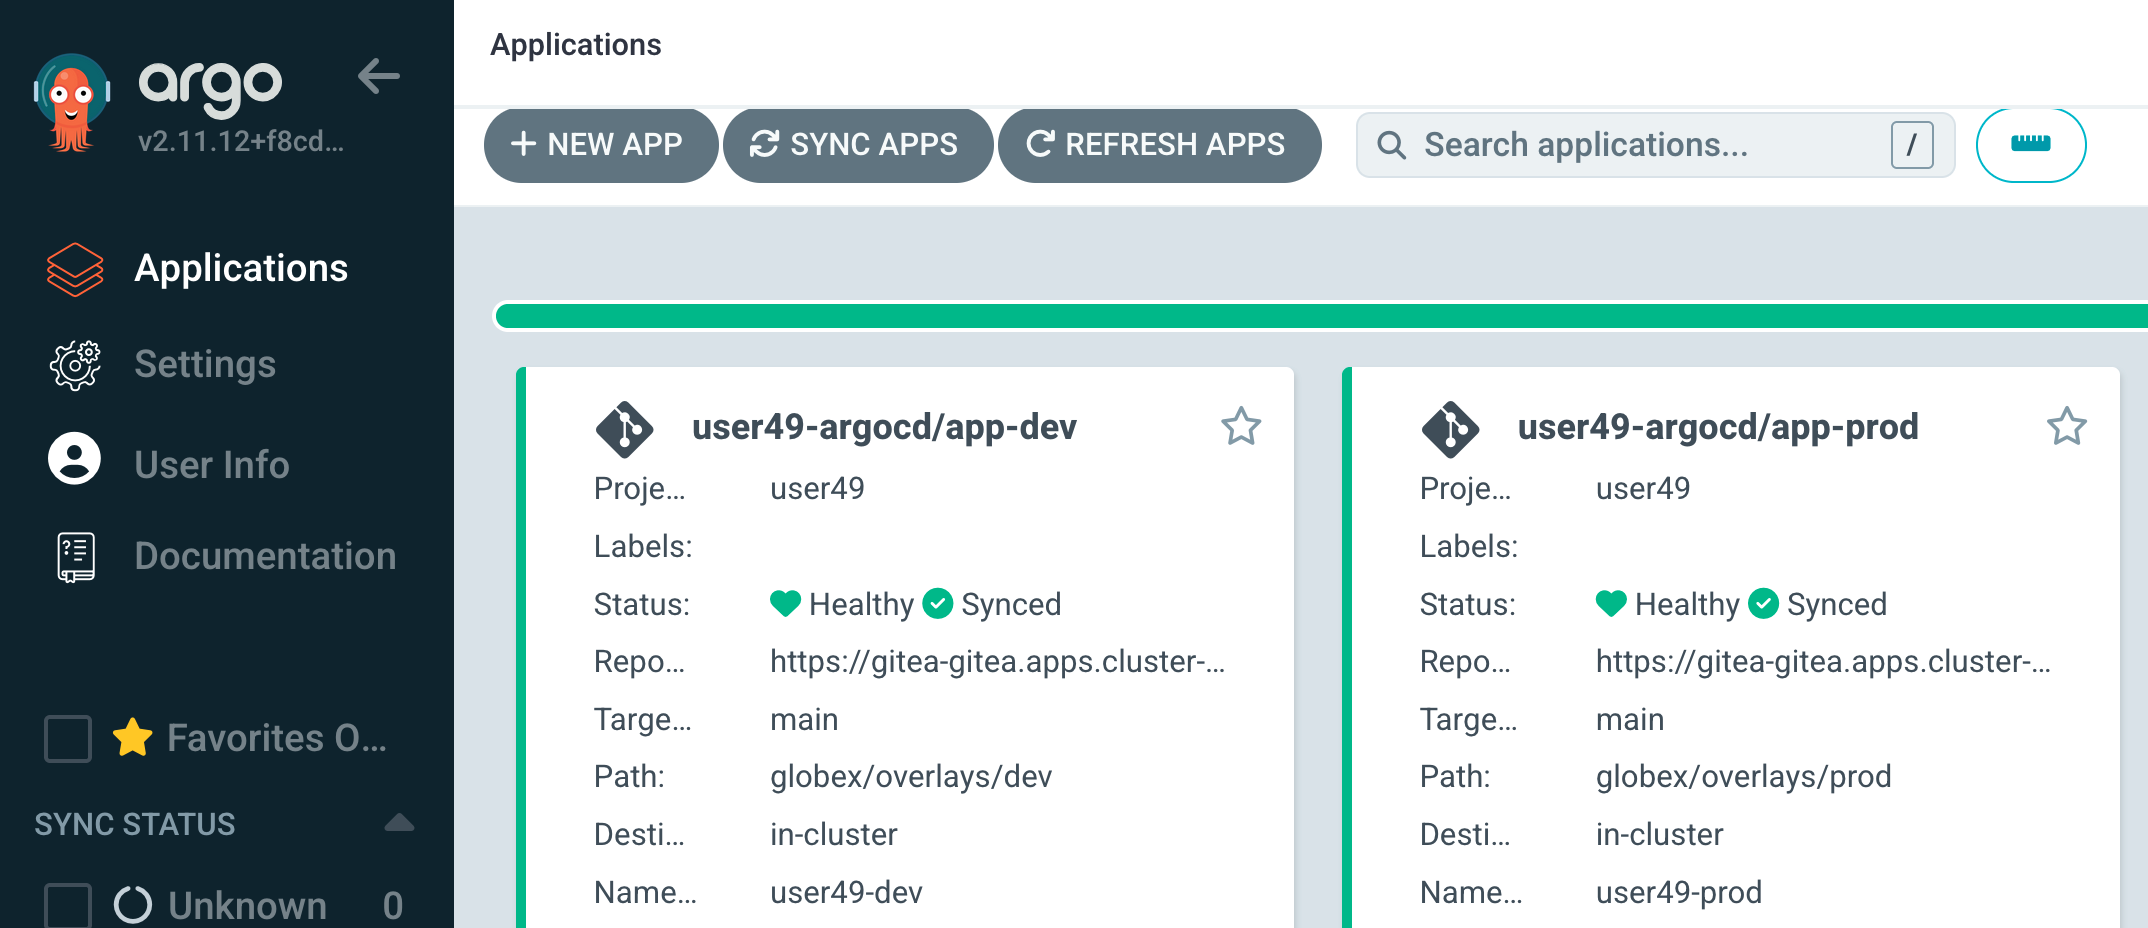 argo
v2.11.12+f8cd...
Applications
Settings
User Info
Documentation
Favorites O...
SYNC STATUS
Unknown 0
Applications
NEW APP SYNC APPS REFRESH APPS Search applications... /
user49-argocd/app-dev
Proje... user49
Labels:
Status: Healthy Synced
Repo... https://gitea-gitea.apps.cluster-...
Targe... main
Path: globex/overlays/dev
Desti... in-cluster
Name... user49-dev
user49-argocd/app-prod
Proje... user49
Labels:
Status: Healthy Synced
Repo... https://gitea-gitea.apps.cluster-...
Targe... main
Path: globex/overlays/prod
Desti... in-cluster
Name... user49-prod